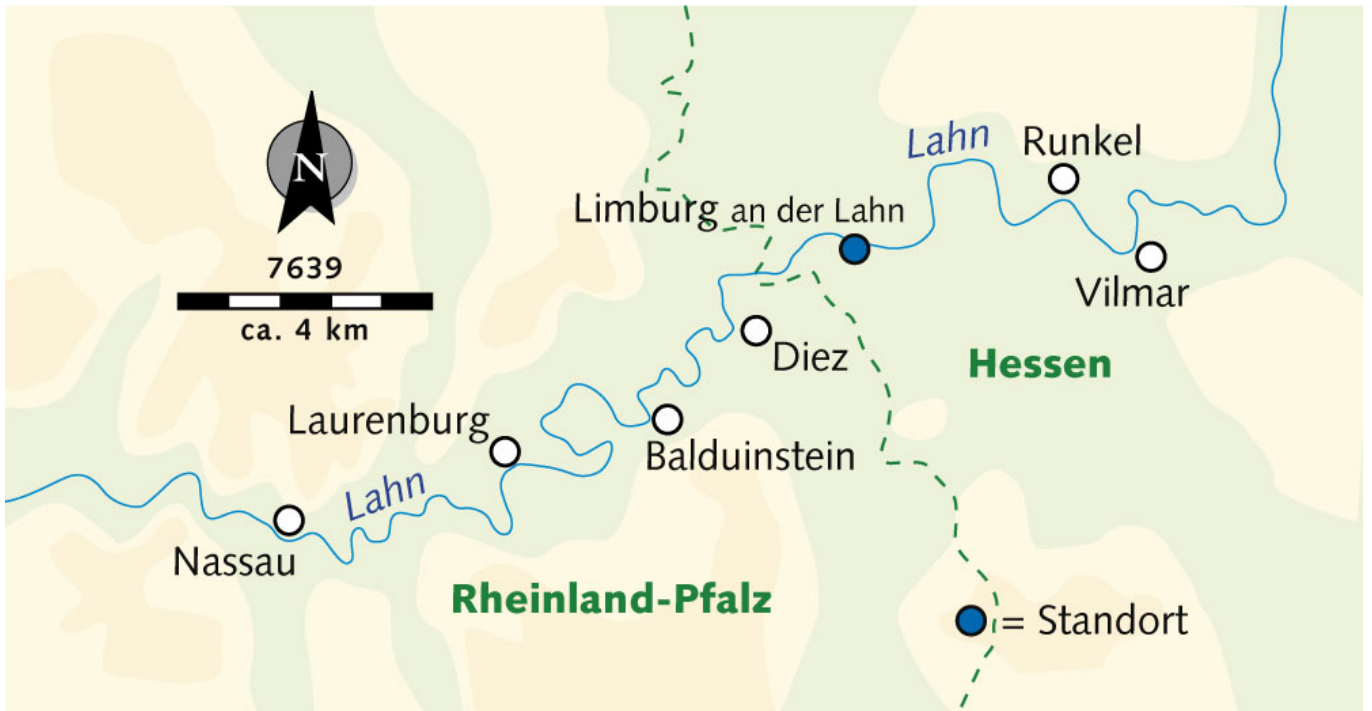 Lahn
Runkel
Limburg an der Lahn
N
7639
ca. 4 km
Vilmar
Diez
Hessen
Laurenburg
Balduinstein
Lahn
Nassau
Rheinland-Pfalz
= Standort